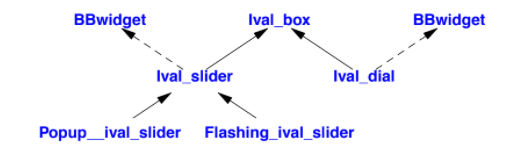 BBwidget Ival_box BBwidget
Ival_slider Ival_dial
Popup__ival_slider Flashing_ival_slider